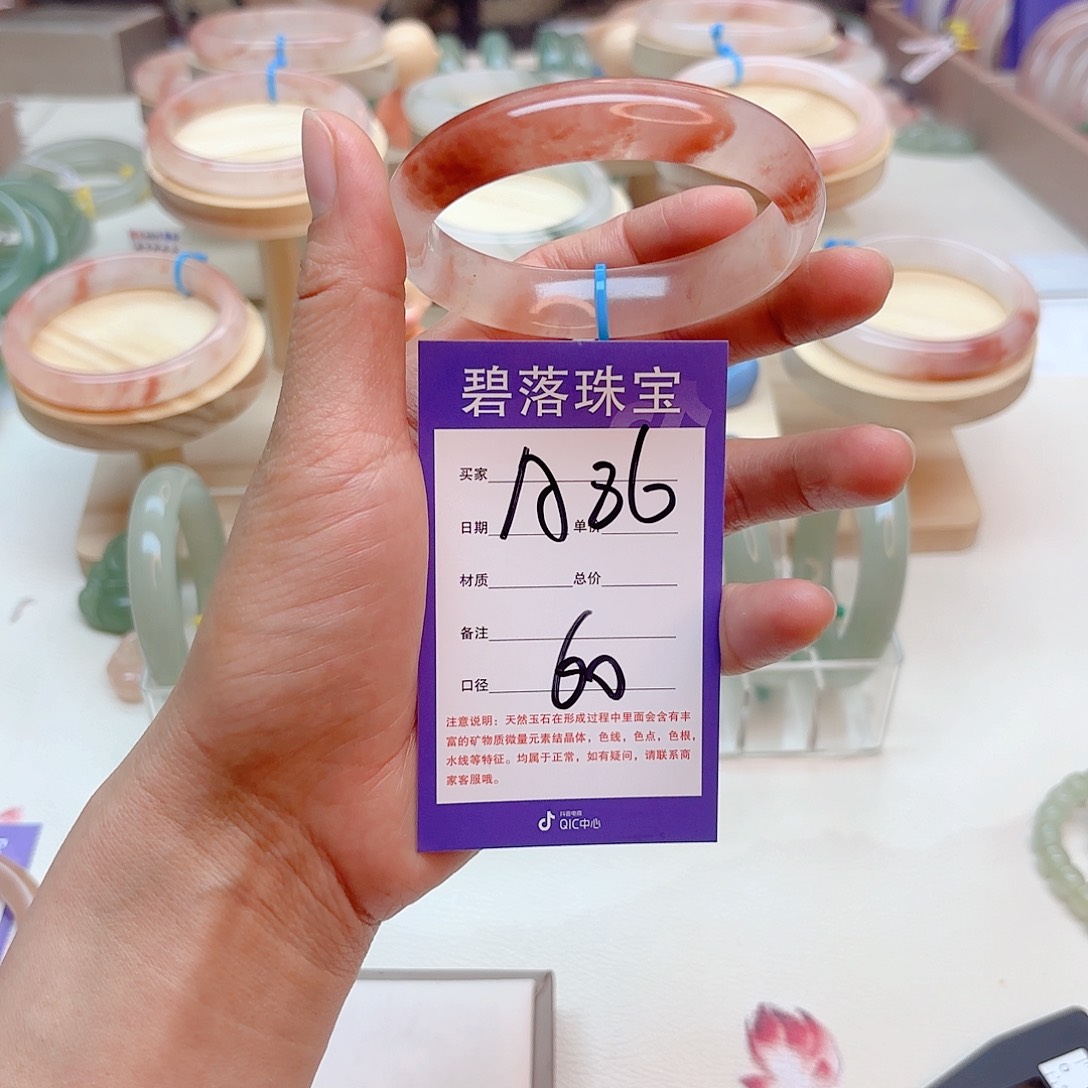 碧落珠宝
买家
A86
日期 单价
材质 总价
备注
60
口径
注意说明：天然玉石在形成过程中里面会含有丰
富的矿物质微量元素结晶体，色线，色点，色根，
水线等特征。均属于正常，如有疑问，请联系商
家客服哦。
抖音电商
QIC中心